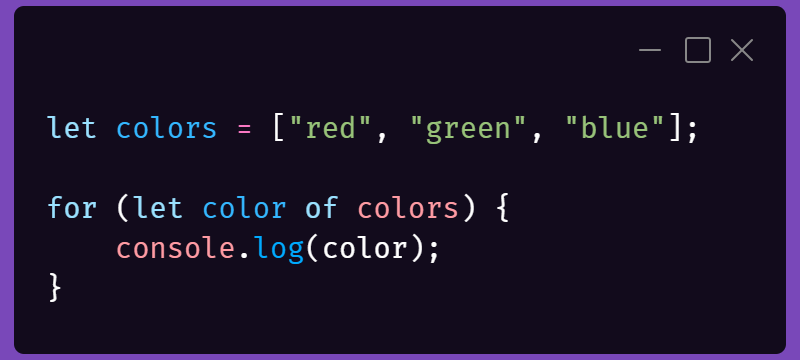 let colors = ["red", "green", "blue"];
for (let color of colors) {
    console.log(color);
}